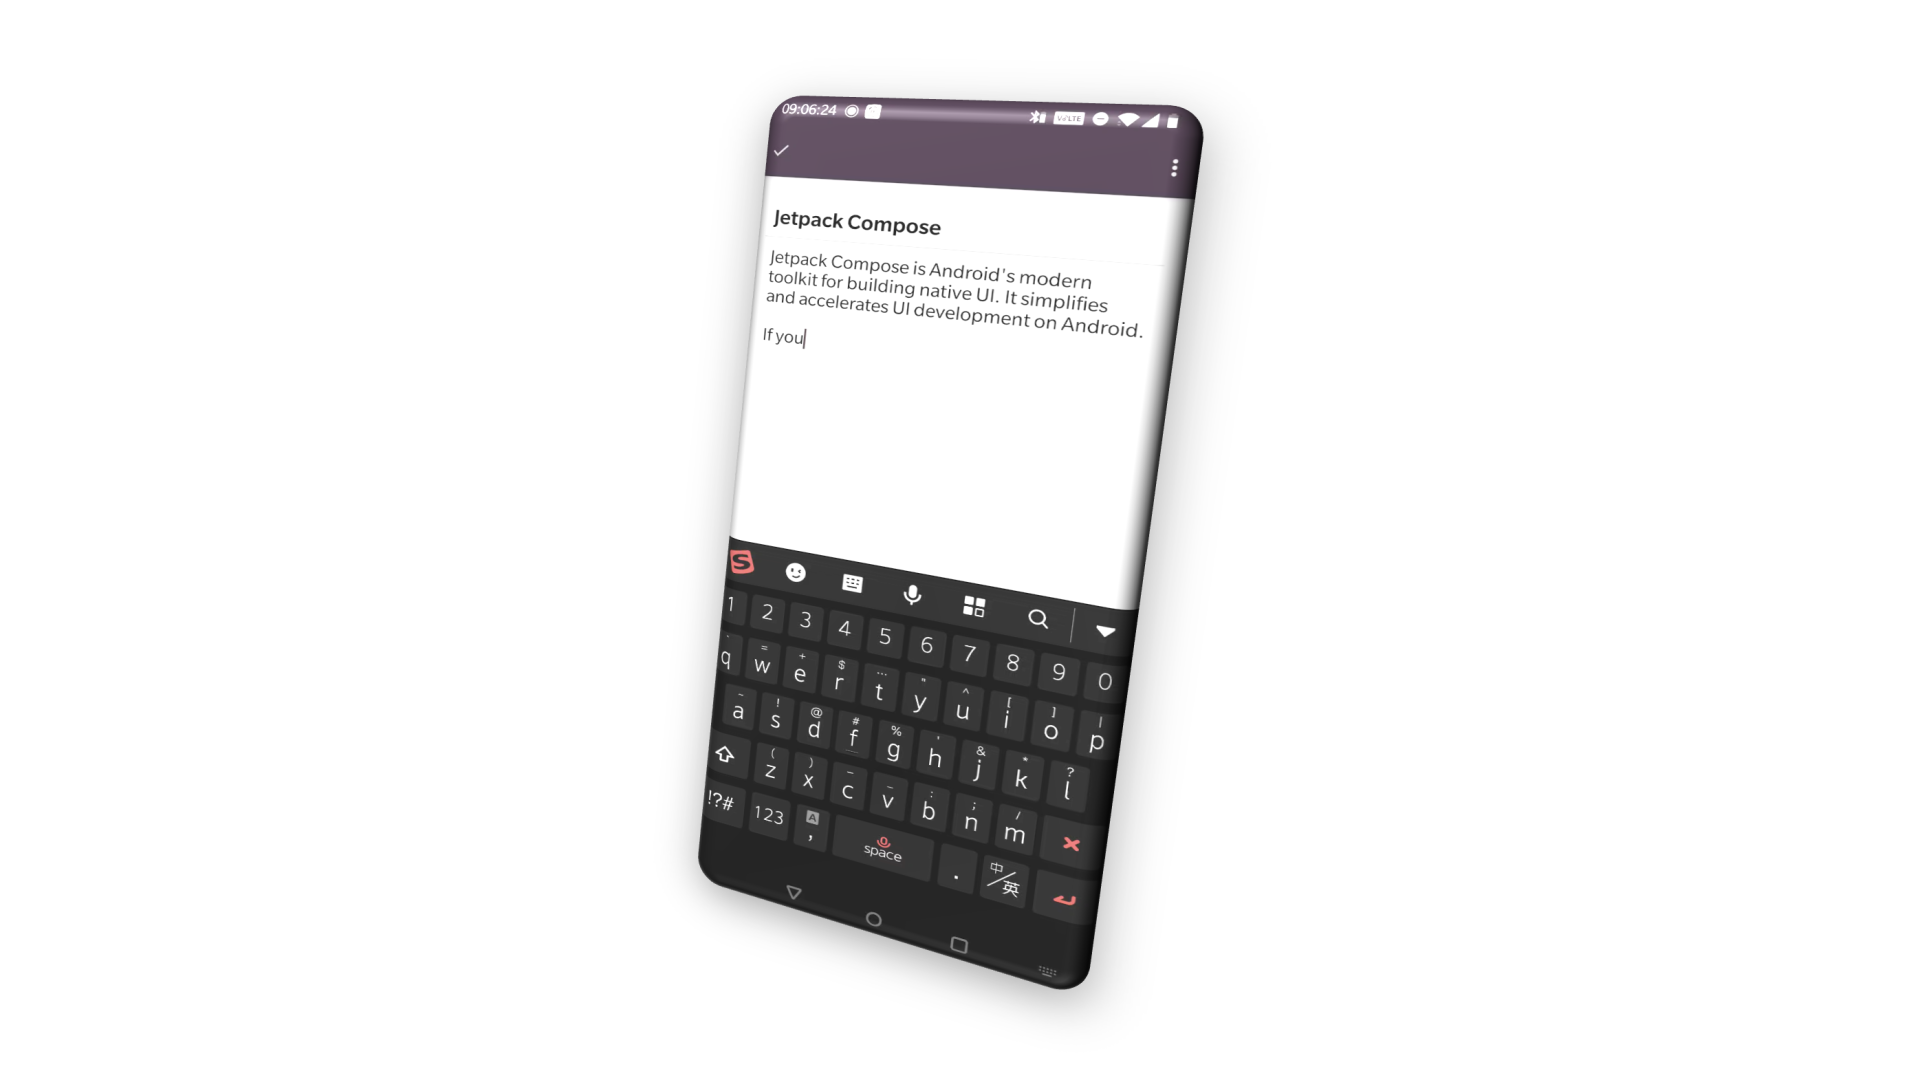 09:06:24 VoLTE
Jetpack Compose
Jetpack Compose is Android's modern
toolkit for building native UI. It simplifies
and accelerates UI development on Android.
If you
S
1 2 3 4 5 6 7 8 9 0
= + $ ... " ^ [ ] |
q w e r t y u i o p
~ ! @ # % ' & * ?
a s d f g h j k l
( ) - _ : ; /
z x c v b n m
!?# 123 A , space . 中/英